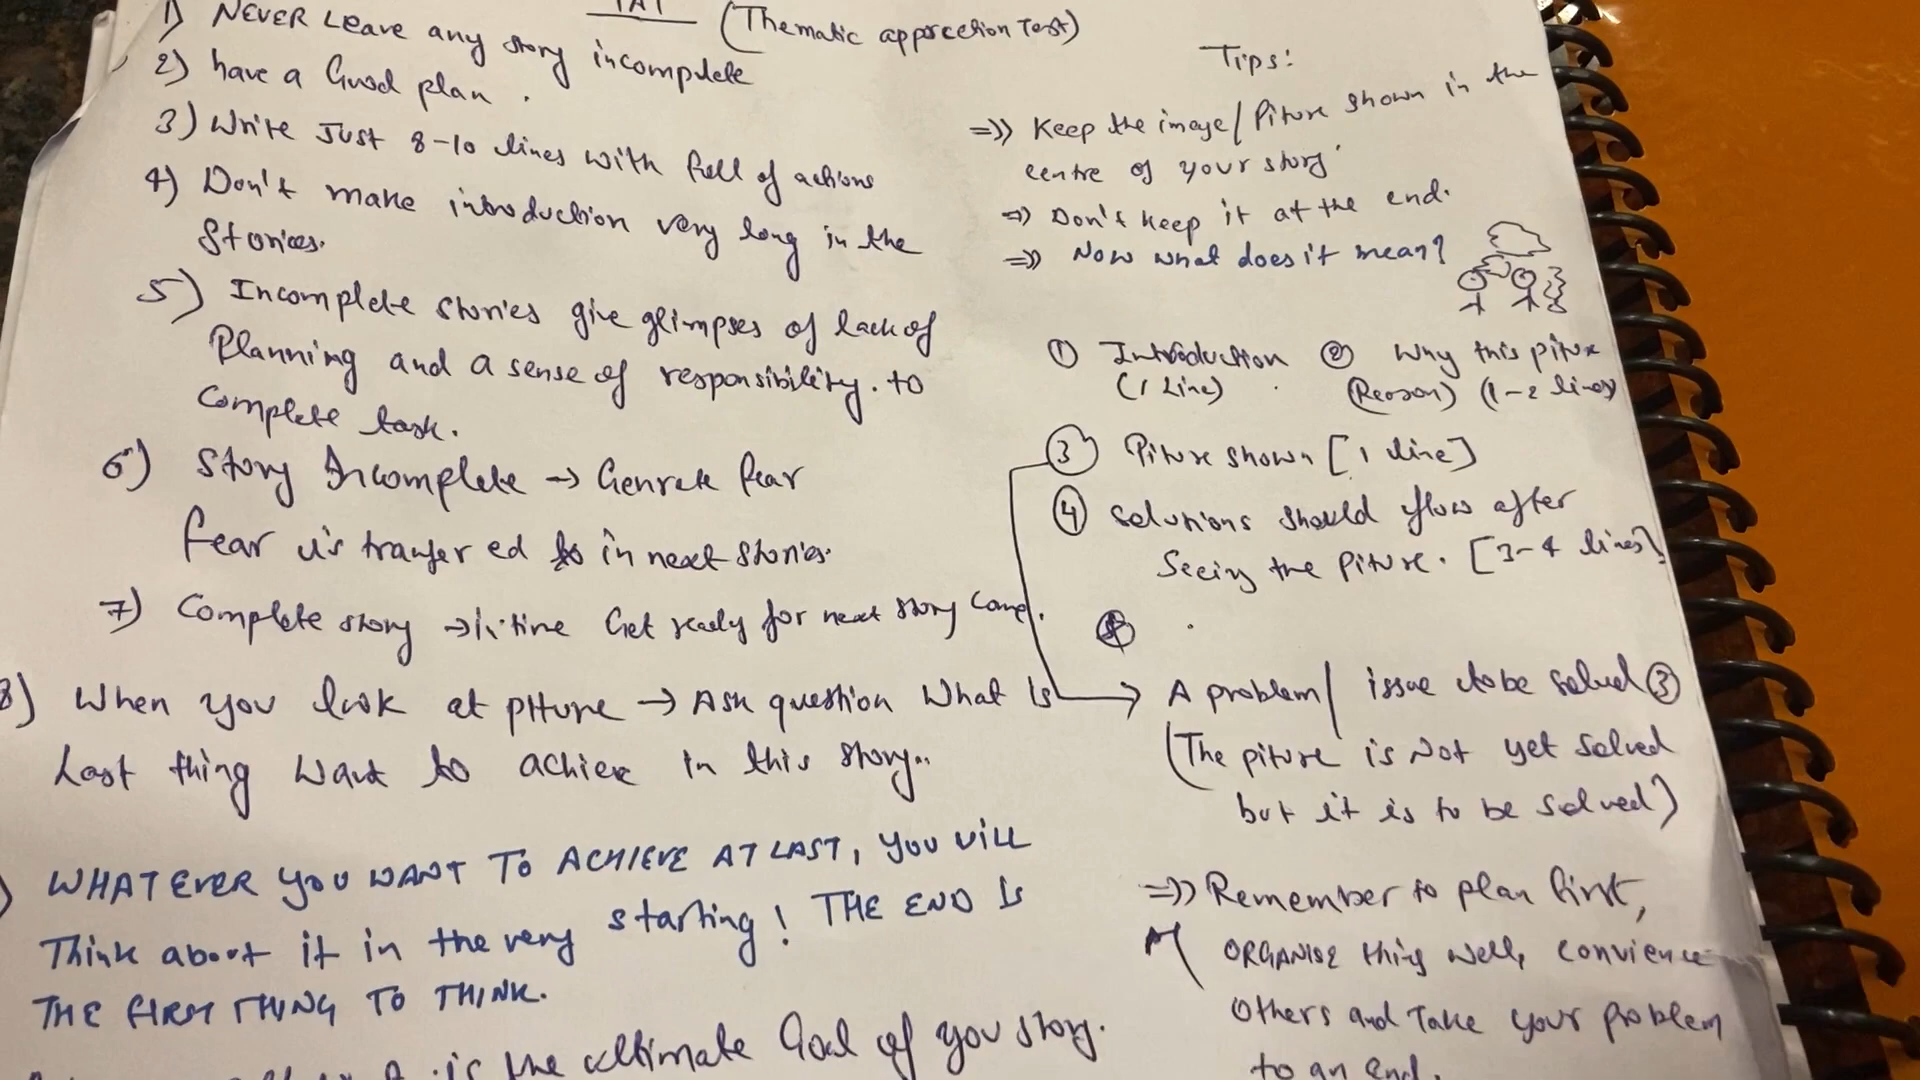 TAT (Thematic apporcetion Test)
1) NEVER Leave any story incomplete
2) have a Good plan.
3) Write Just 8-10 lines with full of actions
4) Don't make introduction very long in the
Stories.
5) Incomplete stories give glimpses of lack of
Planning and a sense of responsibility. to
Complete task.
6) Story Incomplete → Genrete fear
fear is tranfered in next stories.
7) Complete story → in time Get ready for next story
8) When you look at pitture → Ask question What is
Last thing want to achieve in this story..
WHATEVER YOU WANT TO ACHIEVE AT LAST, YOU WILL
Think about it in the very starting! THE END IS
THE FIRST THING TO THINK.
is the ultimate Goal of you story.
Tips:
⇒ Keep the image/Piture shown in the
centre of your story
⇒ Don't keep it at the end.
⇒ Now what does it mean?
① Introduction ② Why this piture
(1 Line) (Reason) (1-2 lines)
③ Piture shown [1 line]
④ Solutions should flow after
Seeing the Piture. [3-4 lines]
→ A problem/ issue to be solved ③
(The piture is Not yet solved
but it is to be solved)
⇒ Remember to plan first,
ORGANISE thing well, convience
Others and Take your problem
to an end.